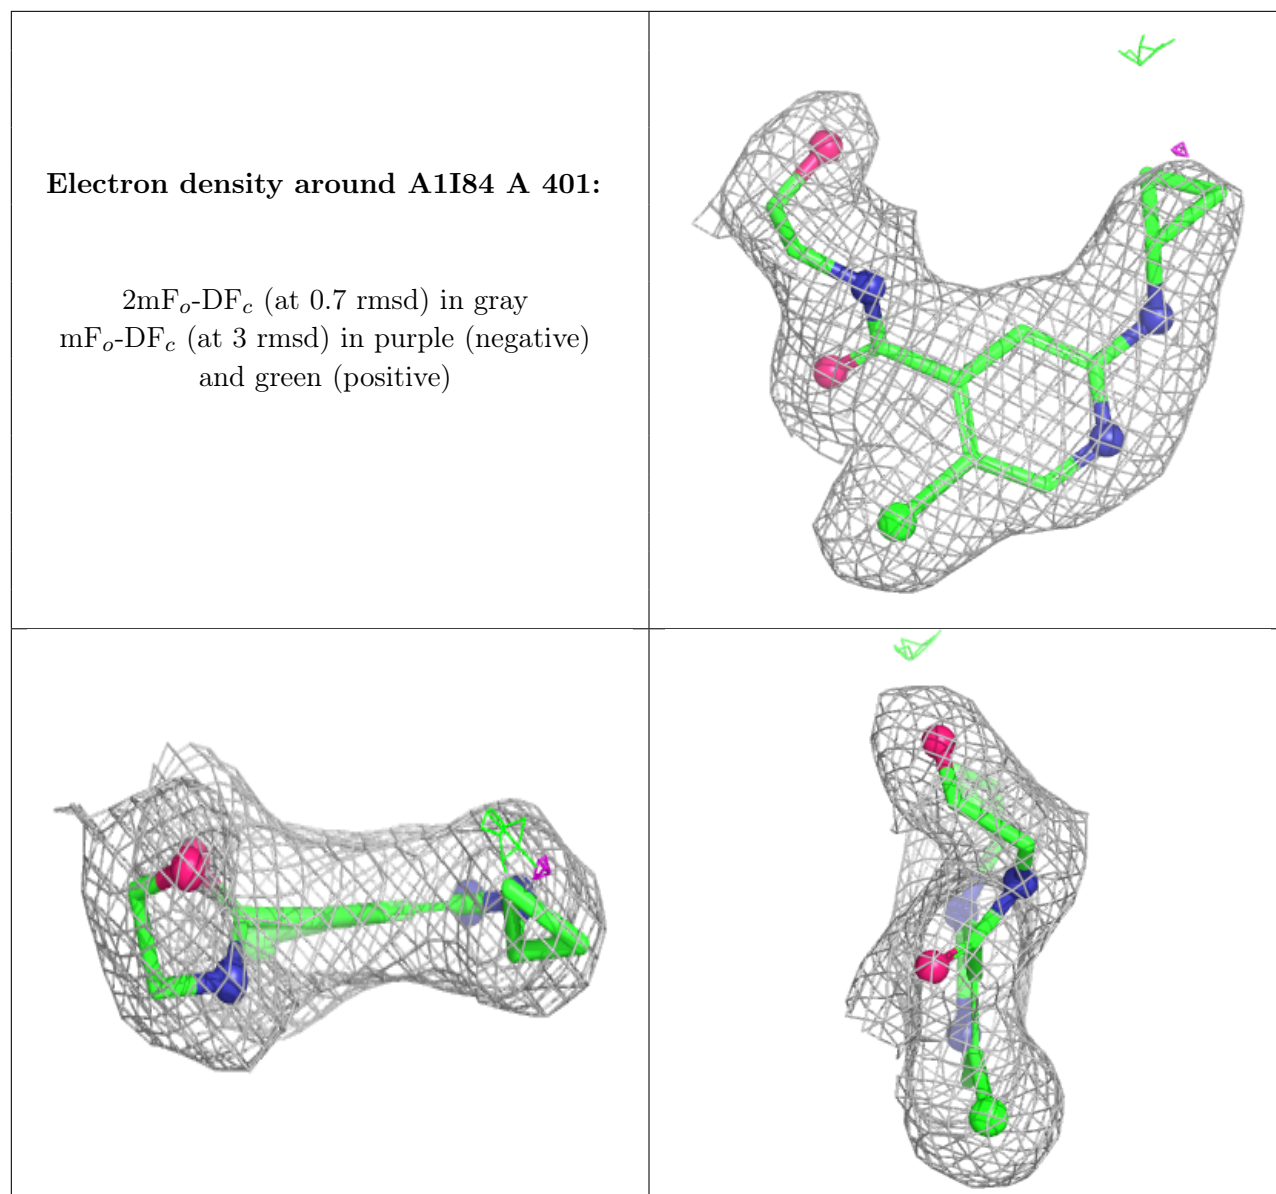 Electron density around A1I84 A 401:
2mFo-DFc (at 0.7 rmsd) in gray
mFo-DFc (at 3 rmsd) in purple (negative)
and green (positive)